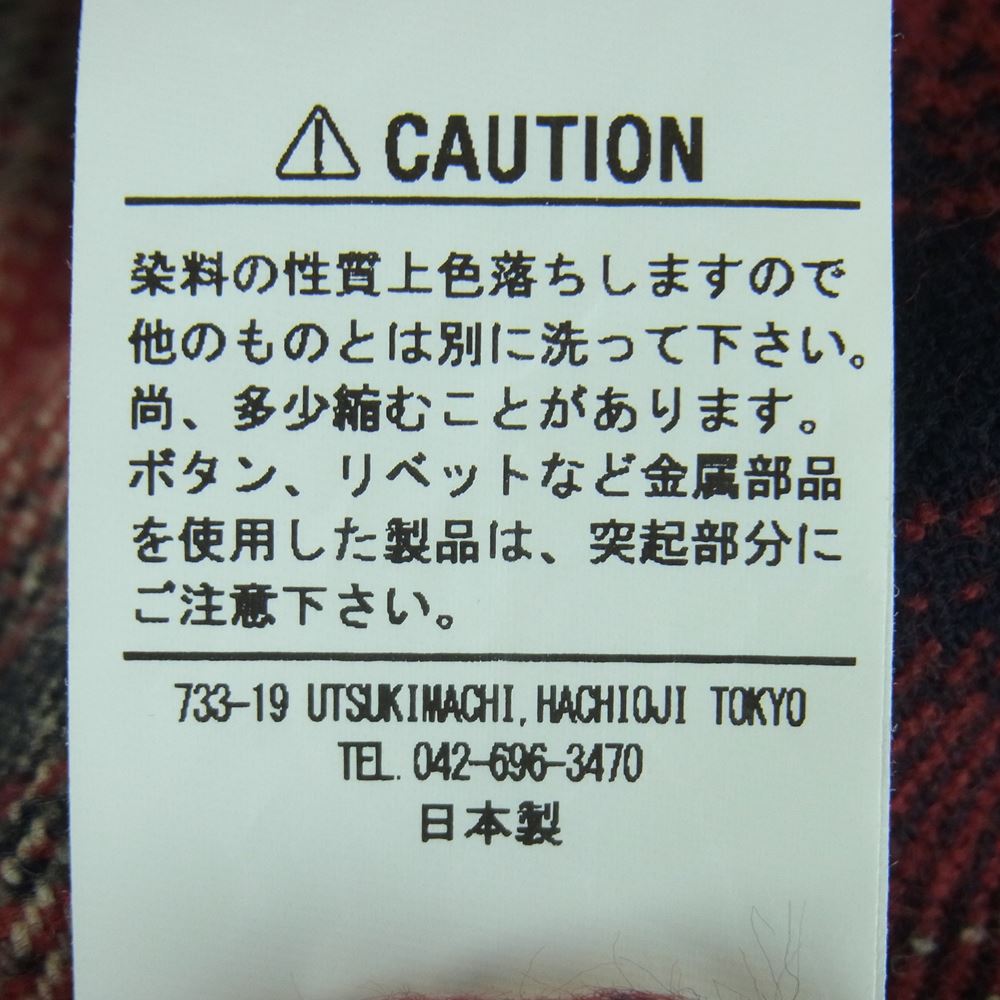 ⚠ CAUTION
染料の性質上色落ちしますので
他のものとは別に洗って下さい。
尚、多少縮むことがあります。
ボタン、リベットなど金属部品
を使用した製品は、突起部分に
ご注意下さい。
733-19 UTSUKIMACHI,HACHIOJI TOKYO
TEL. 042-696-3470
日本製